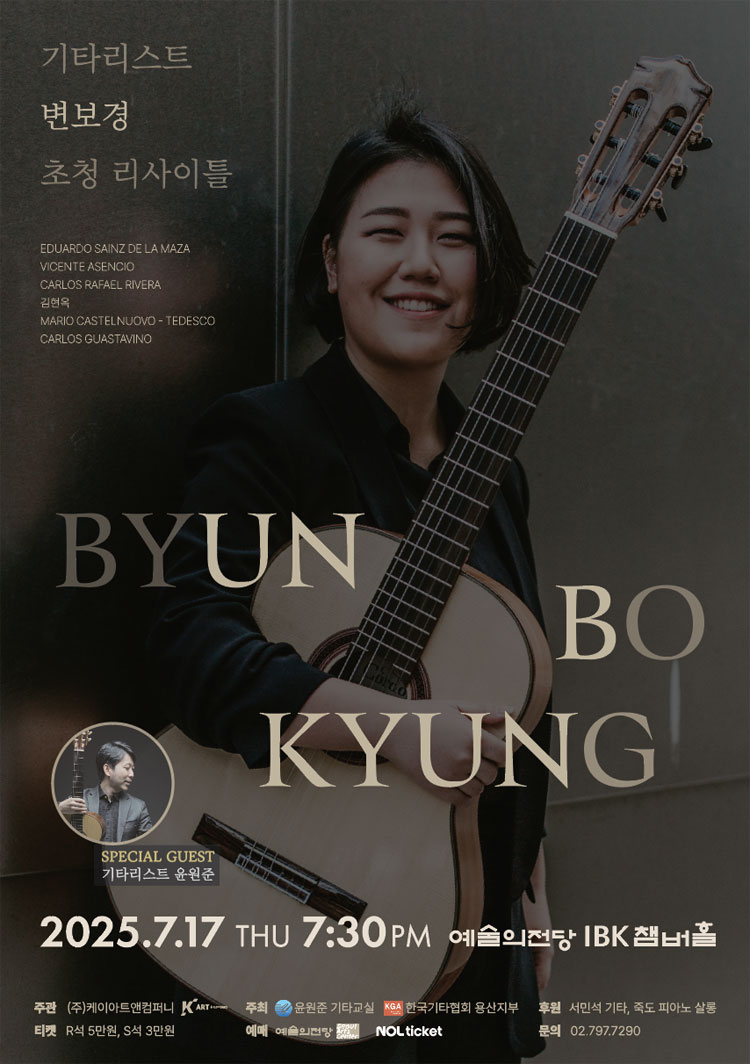 기타리스트
변보경
초청 리사이틀
EDUARDO SAINZ DE LA MAZA
VICENTE ASENCIO
CARLOS RAFAEL RIVERA
김현옥
MARIO CASTELNUOVO - TEDESCO
CARLOS GUASTAVINO
BYUN
BO
KYUNG
SPECIAL GUEST
기타리스트 윤원준
2025.7.17 THU 7:30 PM 예술의전당 IBK챔버홀
주관 (주)케이아트앤컴퍼니 K ART 주최 윤원준 기타교실 KGA 한국기타협회 용산지부 후원 서민석 기타, 죽도 피아노 살롱
티켓 R석 5만원, S석 3만원 예매 예술의전당 Seoul Arts Center NOL ticket 문의 02.797.7290